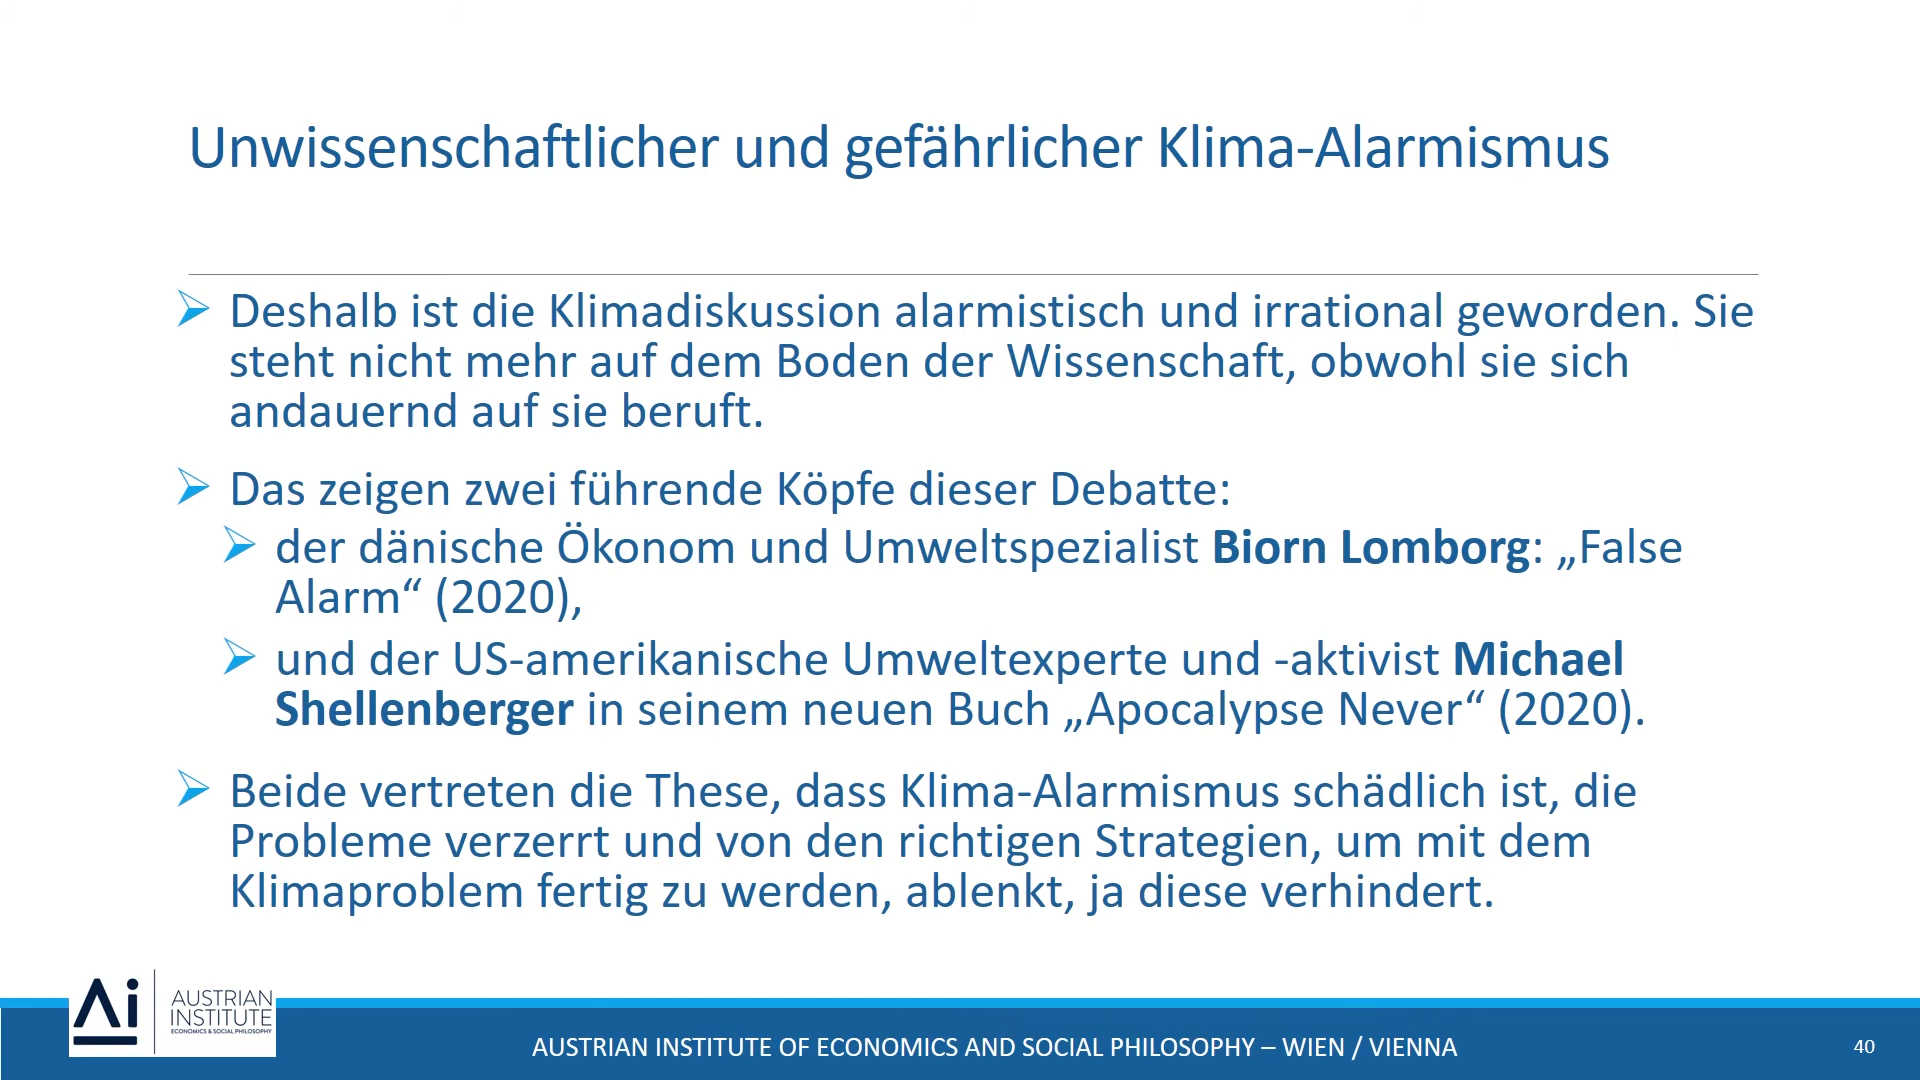 Unwissenschaftlicher und gefährlicher Klima-Alarmismus
Deshalb ist die Klimadiskussion alarmistisch und irrational geworden. Sie
steht nicht mehr auf dem Boden der Wissenschaft, obwohl sie sich
andauernd auf sie beruft.
Das zeigen zwei führende Köpfe dieser Debatte:
der dänische Ökonom und Umweltspezialist Biorn Lomborg: „False
Alarm“ (2020),
und der US-amerikanische Umweltexperte und -aktivist Michael
Shellenberger in seinem neuen Buch „Apocalypse Never“ (2020).
Beide vertreten die These, dass Klima-Alarmismus schädlich ist, die
Probleme verzerrt und von den richtigen Strategien, um mit dem
Klimaproblem fertig zu werden, ablenkt, ja diese verhindert.
Ai
AUSTRIAN
INSTITUTE
ECONOMICS & SOCIAL PHILOSOPHY
AUSTRIAN INSTITUTE OF ECONOMICS AND SOCIAL PHILOSOPHY – WIEN / VIENNA
40